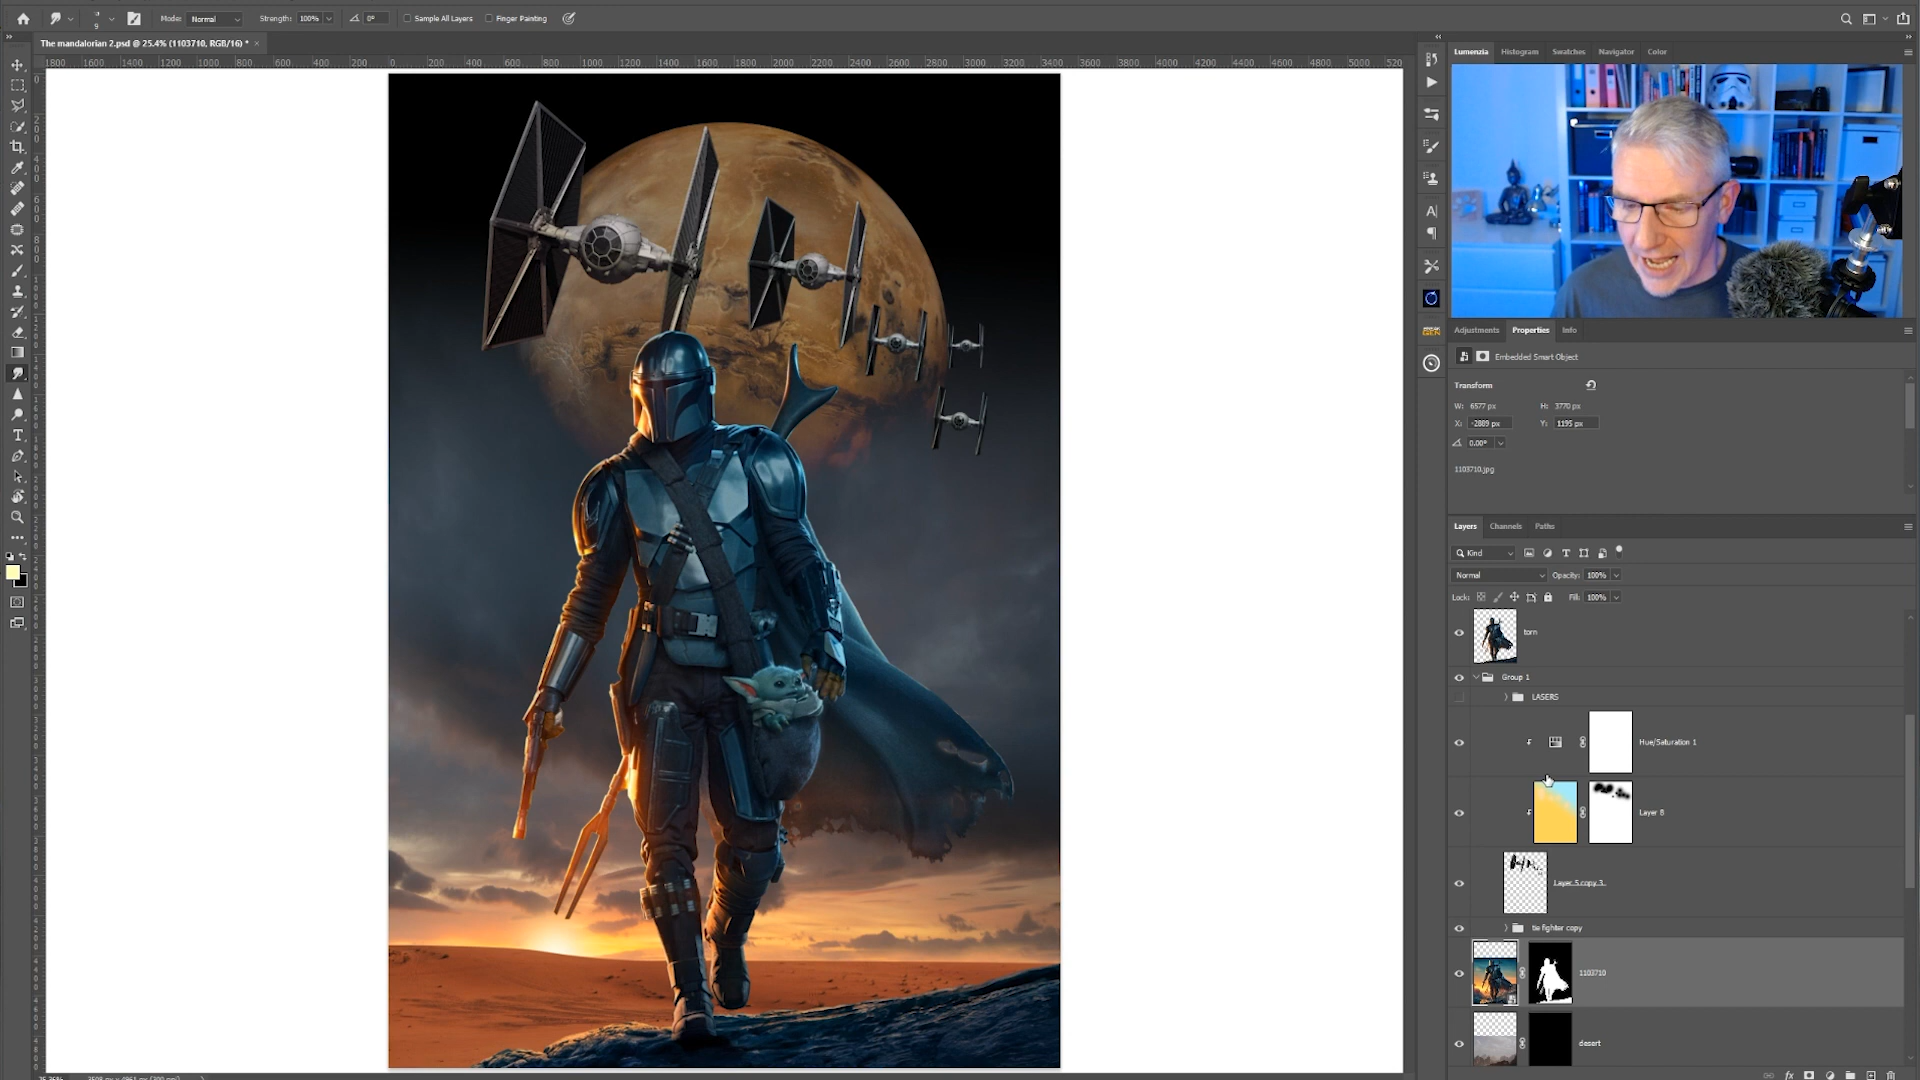 Mode: Normal Strength: 100% 0° Sample All Layers Finger Painting
9
The mandalorian 2.psd @ 25.4% (1103710, RGB/16) * ×
1800 1600 1400 1200 1000 800 600 400 200 0 200 400 600 800 1000 1200 1400 1600 1800 2000 2200 2400 2600 2800 3000 3200 3400 3600 3800 4000 4200 4400 4600 4800 5000 520
Lumenzia Histogram Swatches Navigator Color
Adjustments Properties Info
Embedded Smart Object
Transform
W: 6577 px H: 3770 px
X: -2889 px Y: 1195 px
0.00°
1103710.jpg
Layers Channels Paths
Kind
Normal Opacity: 100%
Lock: Fill: 100%
torn
Group 1
LASERS
Hue/Saturation 1
Layer 8
Layer 5 copy 3
tie fighter copy
1103710
desert